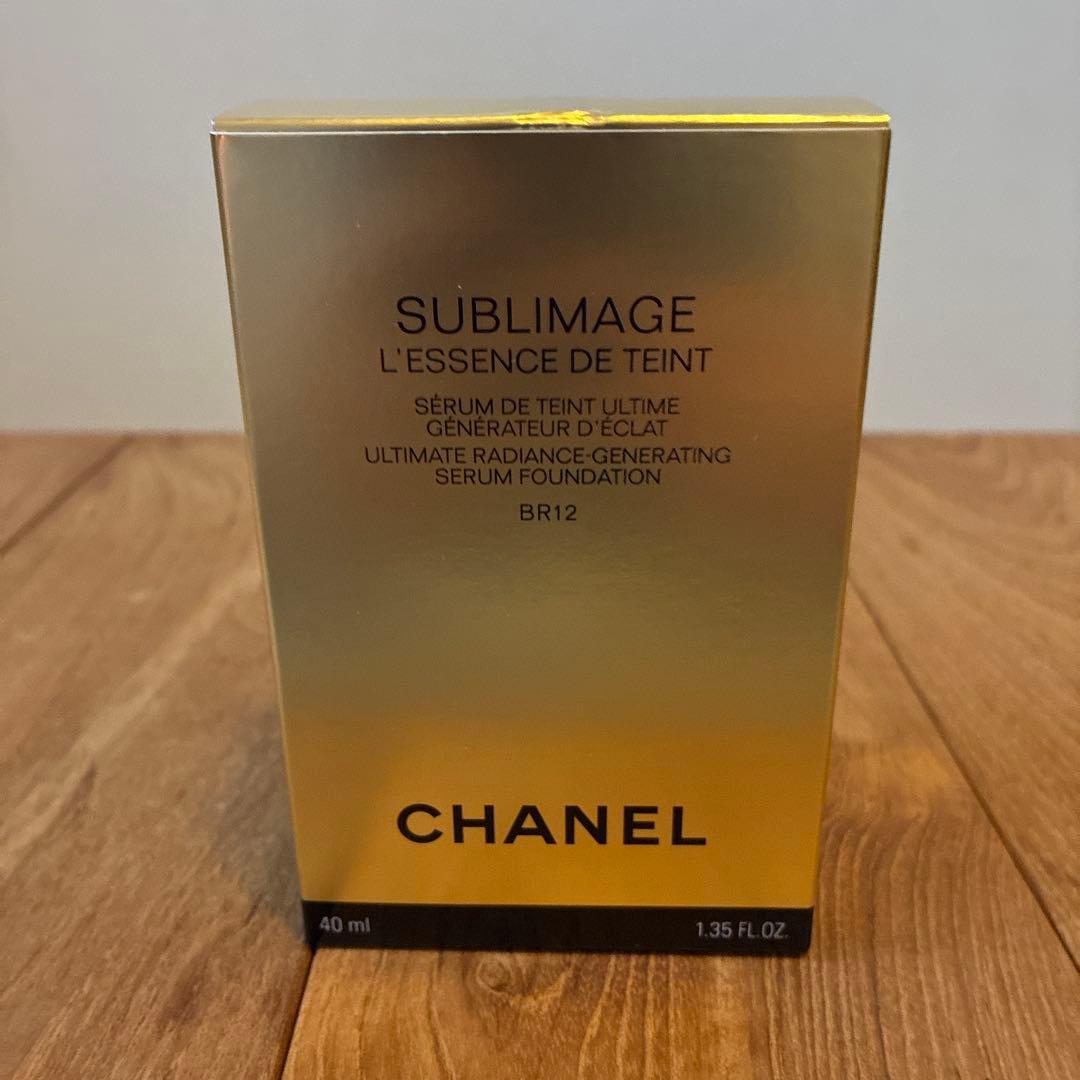 SUBLIMAGE
L'ESSENCE DE TEINT
SÉRUM DE TEINT ULTIME
GÉNÉRATEUR D'ÉCLAT
ULTIMATE RADIANCE-GENERATING
SERUM FOUNDATION
BR12
CHANEL
40 ml 1.35 FL.OZ.